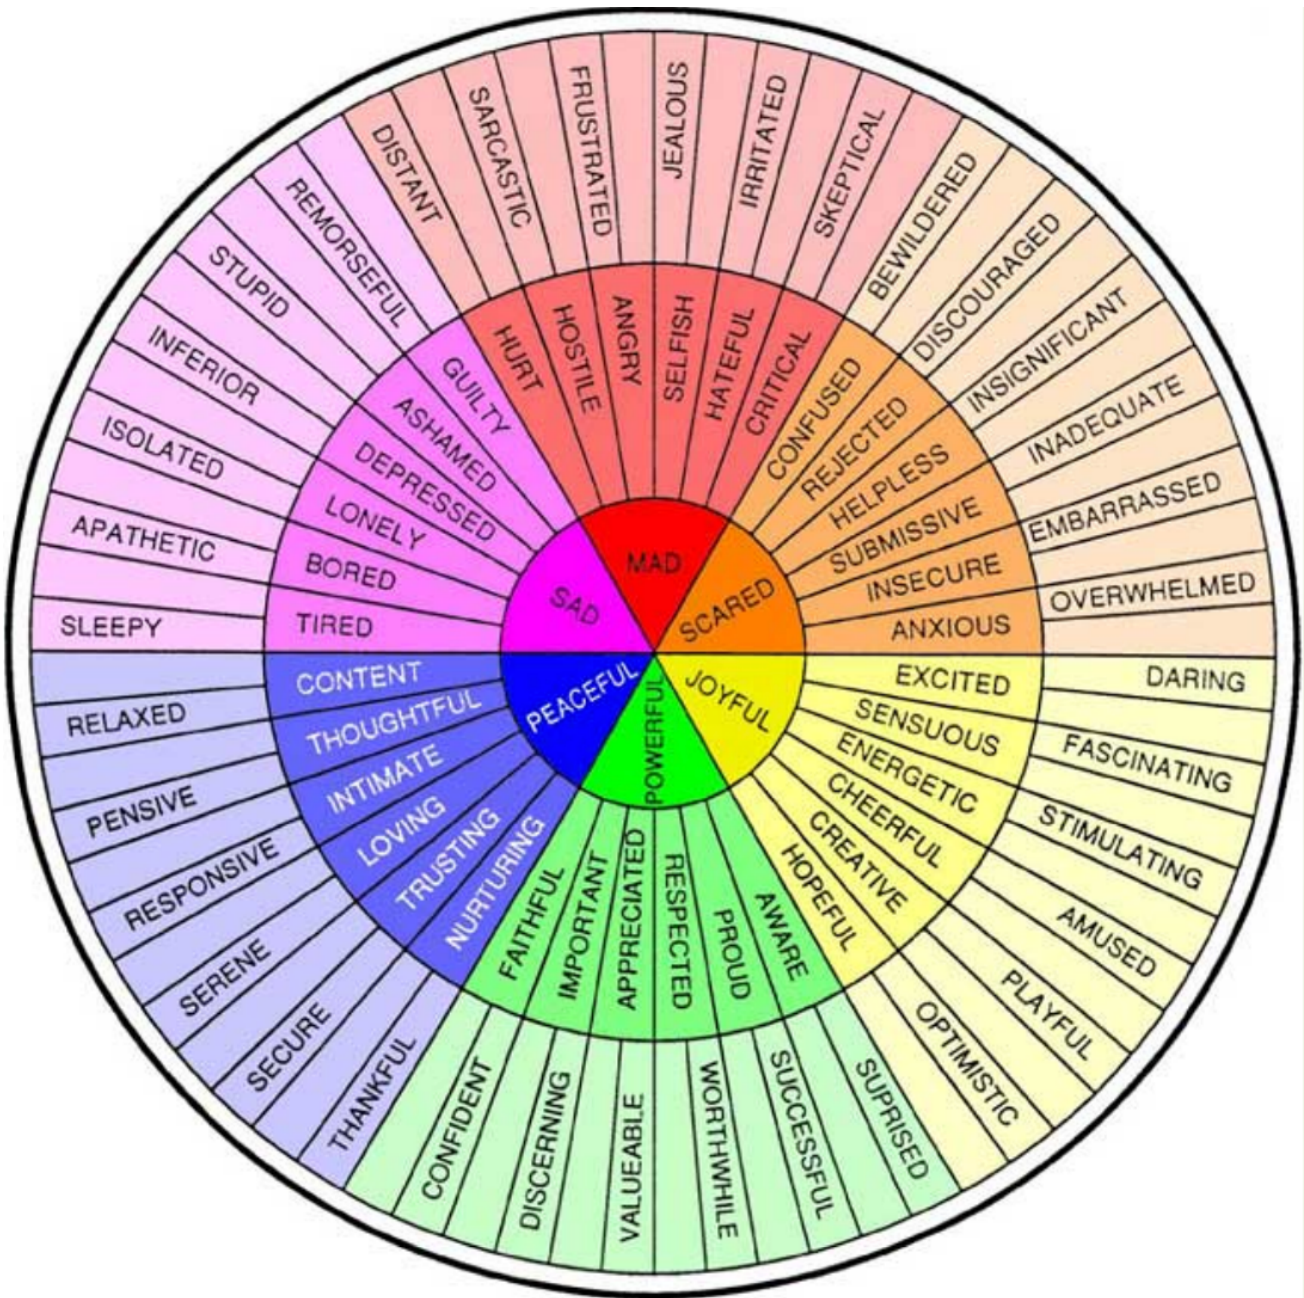 MAD
SCARED
JOYFUL
POWERFUL
PEACEFUL
SAD
HURT
HOSTILE
ANGRY
SELFISH
HATEFUL
CRITICAL
CONFUSED
REJECTED
HELPLESS
SUBMISSIVE
INSECURE
ANXIOUS
EXCITED
SENSUOUS
ENERGETIC
CHEERFUL
CREATIVE
HOPEFUL
AWARE
PROUD
RESPECTED
APPRECIATED
IMPORTANT
FAITHFUL
NURTURING
TRUSTING
LOVING
INTIMATE
THOUGHTFUL
CONTENT
TIRED
BORED
LONELY
DEPRESSED
ASHAMED
GUILTY
DISTANT
SARCASTIC
FRUSTRATED
JEALOUS
IRRITATED
SKEPTICAL
BEWILDERED
DISCOURAGED
INSIGNIFICANT
INADEQUATE
EMBARRASSED
OVERWHELMED
DARING
FASCINATING
STIMULATING
AMUSED
PLAYFUL
OPTIMISTIC
SUPRISED
SUCCESSFUL
WORTHWHILE
VALUEABLE
DISCERNING
CONFIDENT
THANKFUL
SECURE
SERENE
RESPONSIVE
PENSIVE
RELAXED
SLEEPY
APATHETIC
ISOLATED
INFERIOR
STUPID
REMORSEFUL